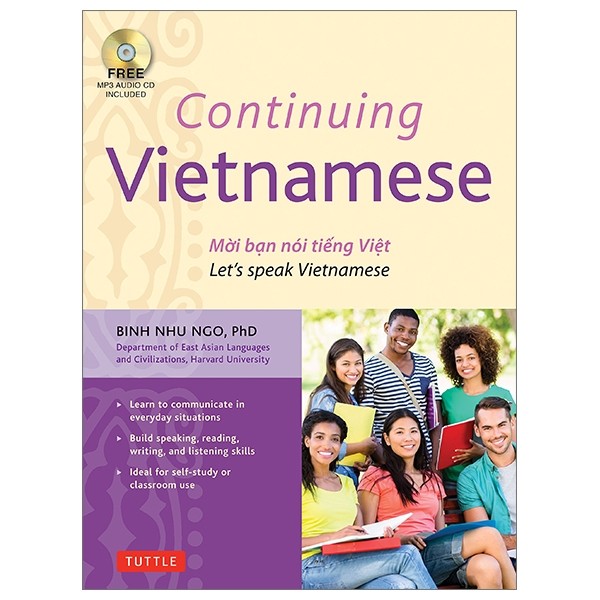 FREE
MP3 AUDIO CD
INCLUDED
Continuing
Vietnamese
Mời bạn nói tiếng Việt
Let's speak Vietnamese
BINH NHU NGO, PhD
Department of East Asian Languages
and Civilizations, Harvard University
Learn to communicate in
everyday situations
Build speaking, reading,
writing, and listening skills
Ideal for self-study or
classroom use
TUTTLE